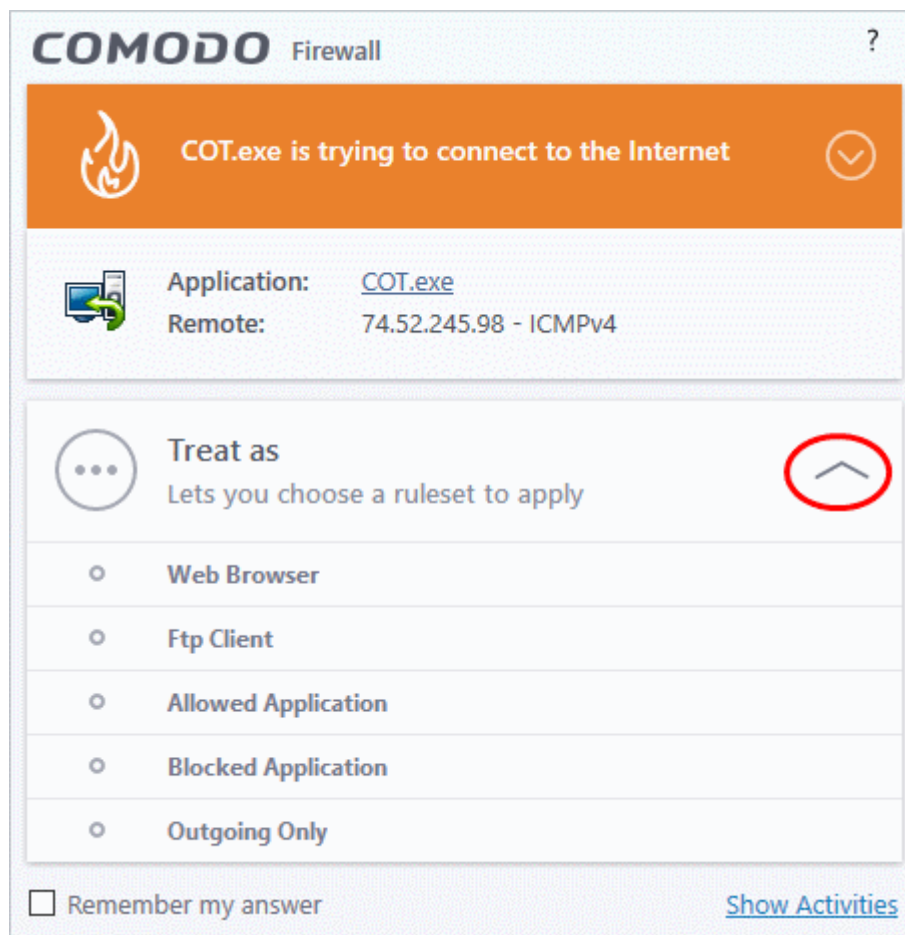 COMODO Firewall ?
COT.exe is trying to connect to the Internet
Application: COT.exe
Remote: 74.52.245.98 - ICMPv4
Treat as
Lets you choose a ruleset to apply
Web Browser
Ftp Client
Allowed Application
Blocked Application
Outgoing Only
Remember my answer Show Activities